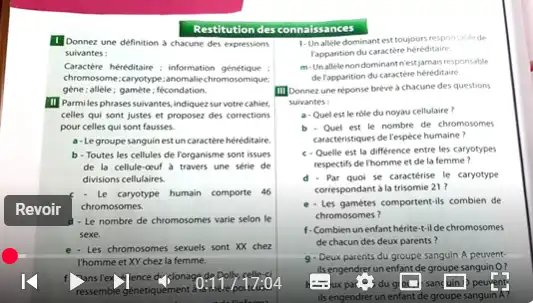 Restitution des connaissances
I Donnez une définition à chacune des expressions
suivantes :
Caractère héréditaire ; information génétique ;
chromosome ; caryotype ; anomalie chromosomique ;
gène ; allèle ; gamète ; fécondation.
II Parmi les phrases suivantes, indiquez sur votre cahier,
celles qui sont justes et proposez des corrections
pour celles qui sont fausses.
a - Le groupe sanguin est un caractère héréditaire.
b - Toutes les cellules de l'organisme sont issues
de la cellule-œuf à travers une série de
divisions cellulaires.
c - Le caryotype humain comporte 46
chromosomes.
d - Le nombre de chromosomes varie selon le
sexe.
e - Les chromosomes sexuels sont XX chez
l'homme et XY chez la femme.
f clonage de Dolly, celle-ci
ressemble génétiquement à
l - Un allèle dominant est toujours responsable de
l'apparition du caractère héréditaire.
m - Un allèle non dominant n'est jamais responsable
de l'apparition du caractère héréditaire
III Donnez une réponse brève à chacune des questions
suivantes :
a - Quel est le rôle du noyau cellulaire ?
b - Quel est le nombre de chromosomes
caractéristiques de l'espèce humaine ?
c - Quelle est la différence entre les caryotypes
respectifs de l'homme et de la femme ?
d - Par quoi se caractérise le caryotype
correspondant à la trisomie 21 ?
e - Les gamètes comportent-ils combien de
chromosomes ?
f - Combien un enfant hérite-t-il de chromosomes
de chacun des deux parents ?
g - Deux parents du groupe sanguin A peuvent-
ils engendrer un enfant de groupe sanguin O ?
parents du sanguin peuvent
ils engendrer un enfant de groupe sanguin A ?
Revoir
0:11 / 17:04